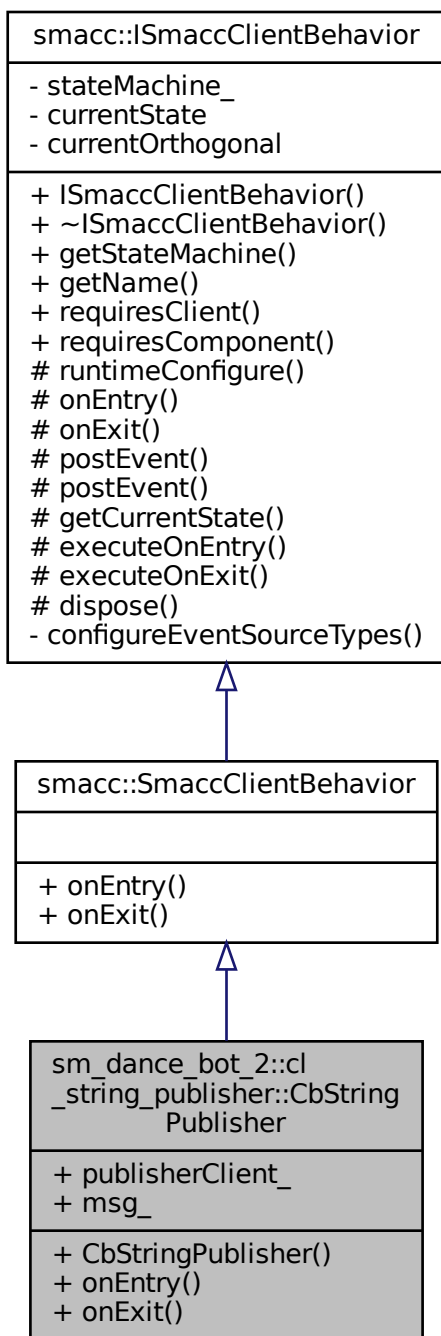 smacc::ISmaccClientBehavior
- stateMachine_
- currentState
- currentOrthogonal
+ ISmaccClientBehavior()
+ ~ISmaccClientBehavior()
+ getStateMachine()
+ getName()
+ requiresClient()
+ requiresComponent()
# runtimeConfigure()
# onEntry()
# onExit()
# postEvent()
# postEvent()
# getCurrentState()
# executeOnEntry()
# executeOnExit()
# dispose()
- configureEventSourceTypes()
smacc::SmaccClientBehavior
+ onEntry()
+ onExit()
sm_dance_bot_2::cl
_string_publisher::CbString
Publisher
+ publisherClient_
+ msg_
+ CbStringPublisher()
+ onEntry()
+ onExit()